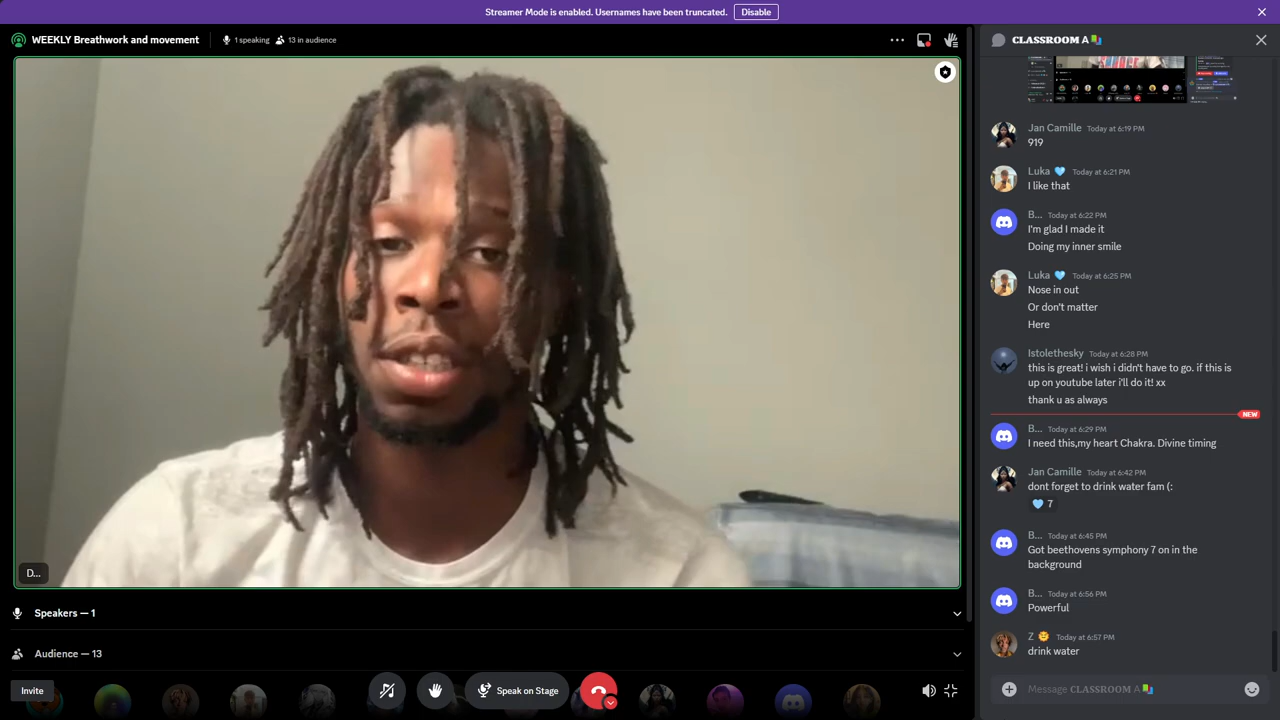 Streamer Mode is enabled. Usernames have been truncated.
Disable
WEEKLY Breathwork and movement
1 speaking
13 in audience
CLASSROOM A
Jan Camille Today at 6:19 PM
919
Luka 🩵 Today at 6:21 PM
I like that
B... Today at 6:22 PM
I'm glad I made it
Doing my inner smile
Luka 🩵 Today at 6:25 PM
Nose in out
Or don't matter
Here
Istolethesky Today at 6:28 PM
this is great! i wish i didn't have to go. if this is
up on youtube later i'll do it! xx
thank u as always
NEW
B... Today at 6:29 PM
I need this,my heart Chakra. Divine timing
Jan Camille Today at 6:42 PM
dont forget to drink water fam (:
🩵 7
B... Today at 6:45 PM
Got beethovens symphony 7 on in the
background
B... Today at 6:56 PM
Powerful
Z 🥰 Today at 6:57 PM
drink water
Message CLASSROOM A
D...
Speakers — 1
Audience — 13
Invite
Speak on Stage